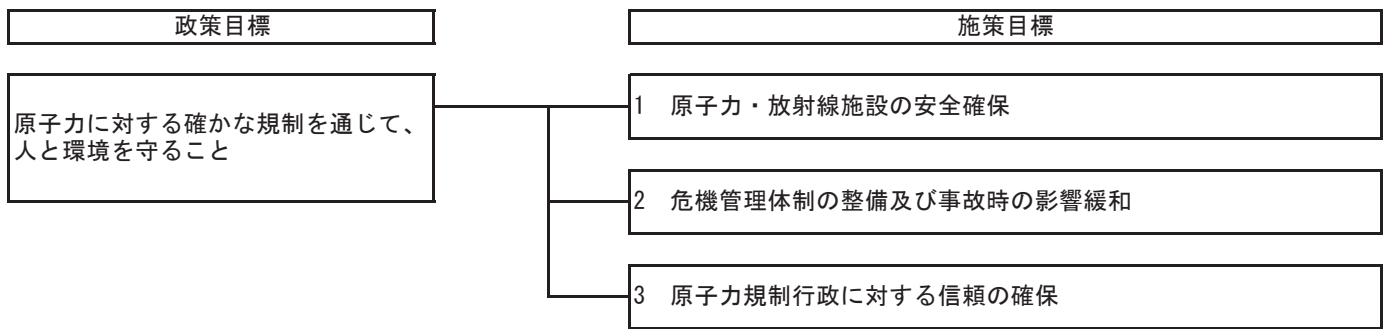 政策目標
施策目標
原子力に対する確かな規制を通じて、
人と環境を守ること
1　原子力・放射線施設の安全確保
2　危機管理体制の整備及び事故時の影響緩和
3　原子力規制行政に対する信頼の確保